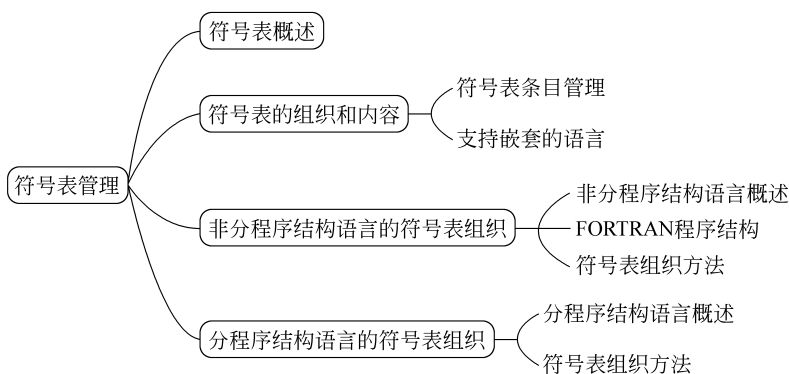 符号表管理
符号表概述
符号表的组织和内容
符号表条目管理
支持嵌套的语言
非分程序结构语言的符号表组织
非分程序结构语言概述
FORTRAN程序结构
符号表组织方法
分程序结构语言的符号表组织
分程序结构语言概述
符号表组织方法